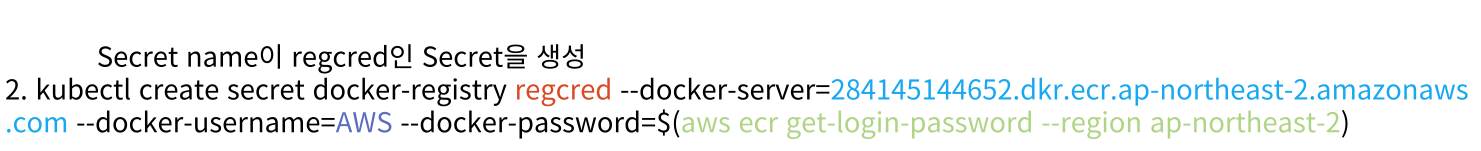 Secret name이 regcred인 Secret을 생성
2. kubectl create secret docker-registry regcred --docker-server=284145144652.dkr.ecr.ap-northeast-2.amazonaws
.com --docker-username=AWS --docker-password=$(aws ecr get-login-password --region ap-northeast-2)